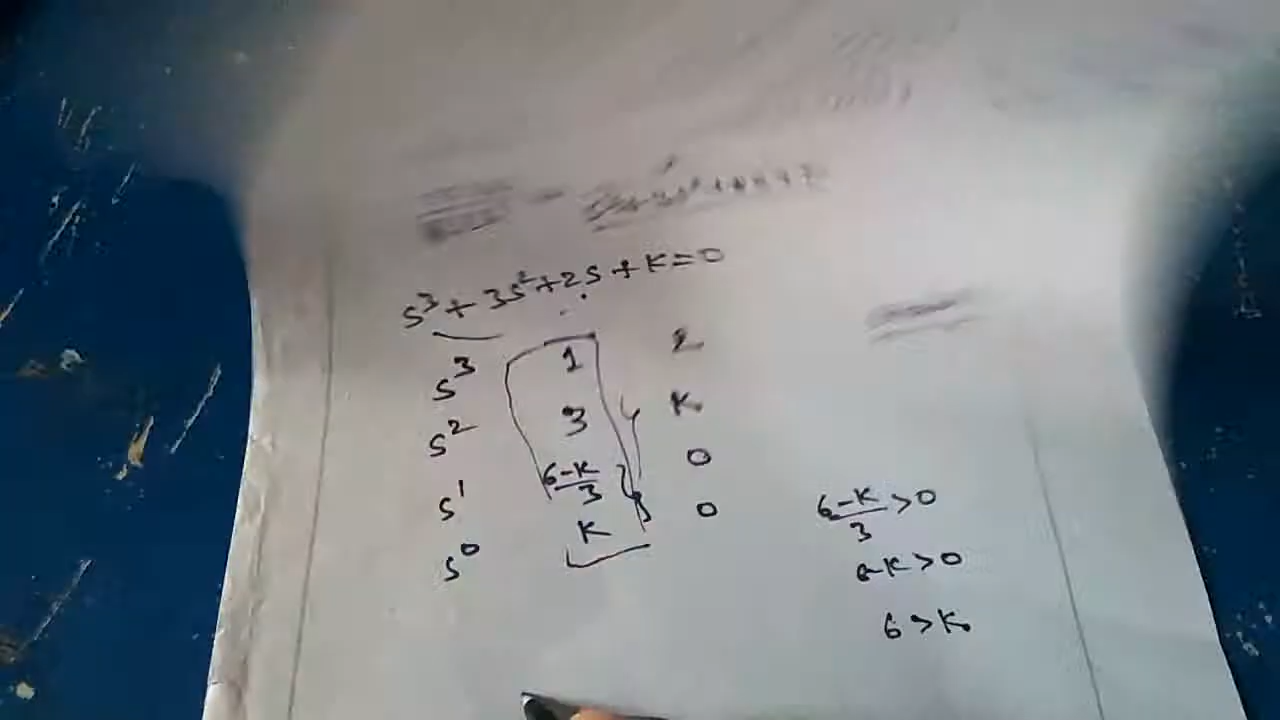 s³ + 3s² + 2s + K = 0
s³ 1 2
s² 3 K
s¹ 6-K/3 0
s⁰ K 0
6-K/3 > 0
6-K > 0
6 > K